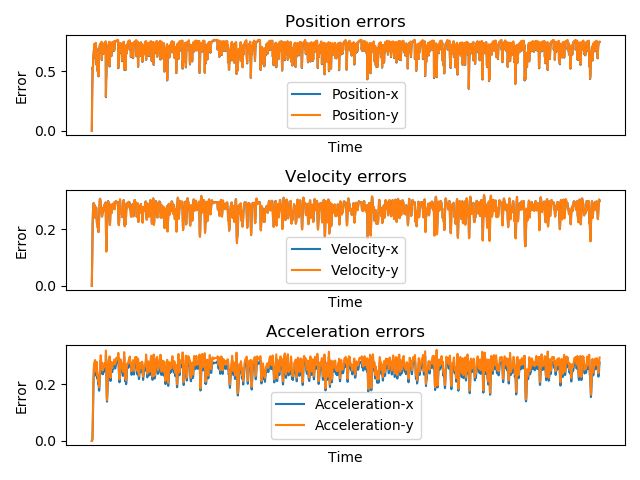 Position errors
Error
0.5
0.0
Position-x
Position-y
Time
Velocity errors
Error
0.2
0.0
Velocity-x
Velocity-y
Time
Acceleration errors
Error
0.2
0.0
Acceleration-x
Acceleration-y
Time